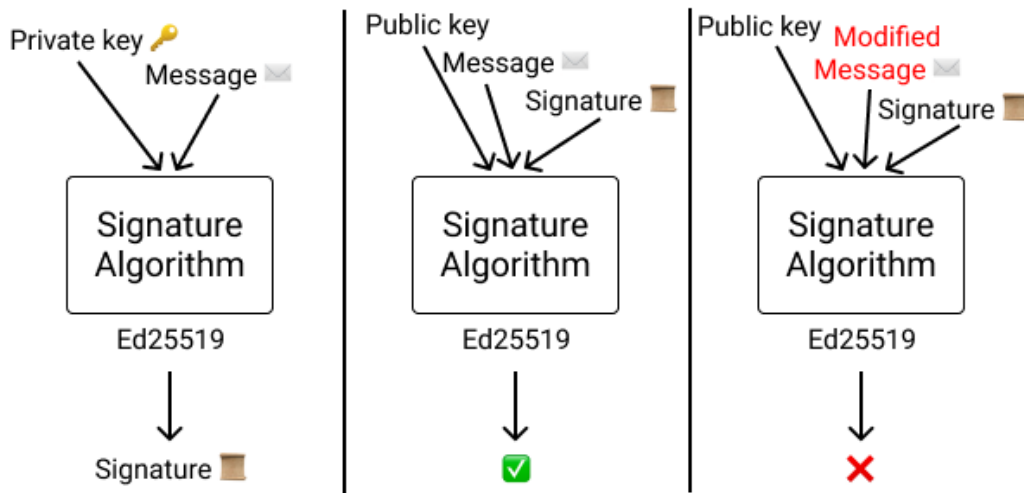 Private key
Message
Signature
Algorithm
Ed25519
Signature
Public key
Message
Signature
Signature
Algorithm
Ed25519
Public key
Modified
Message
Signature
Signature
Algorithm
Ed25519